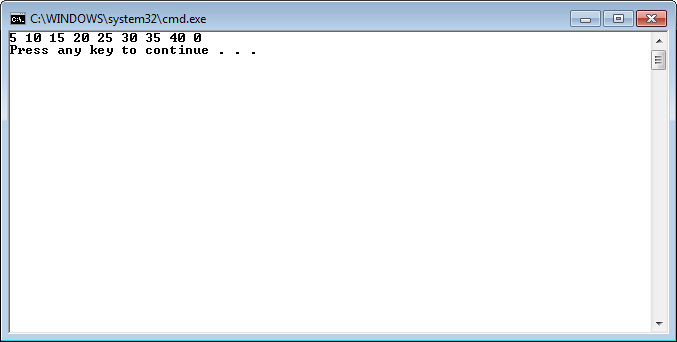 C:\WINDOWS\system32\cmd.exe
5 10 15 20 25 30 35 40 0
Press any key to continue . . .